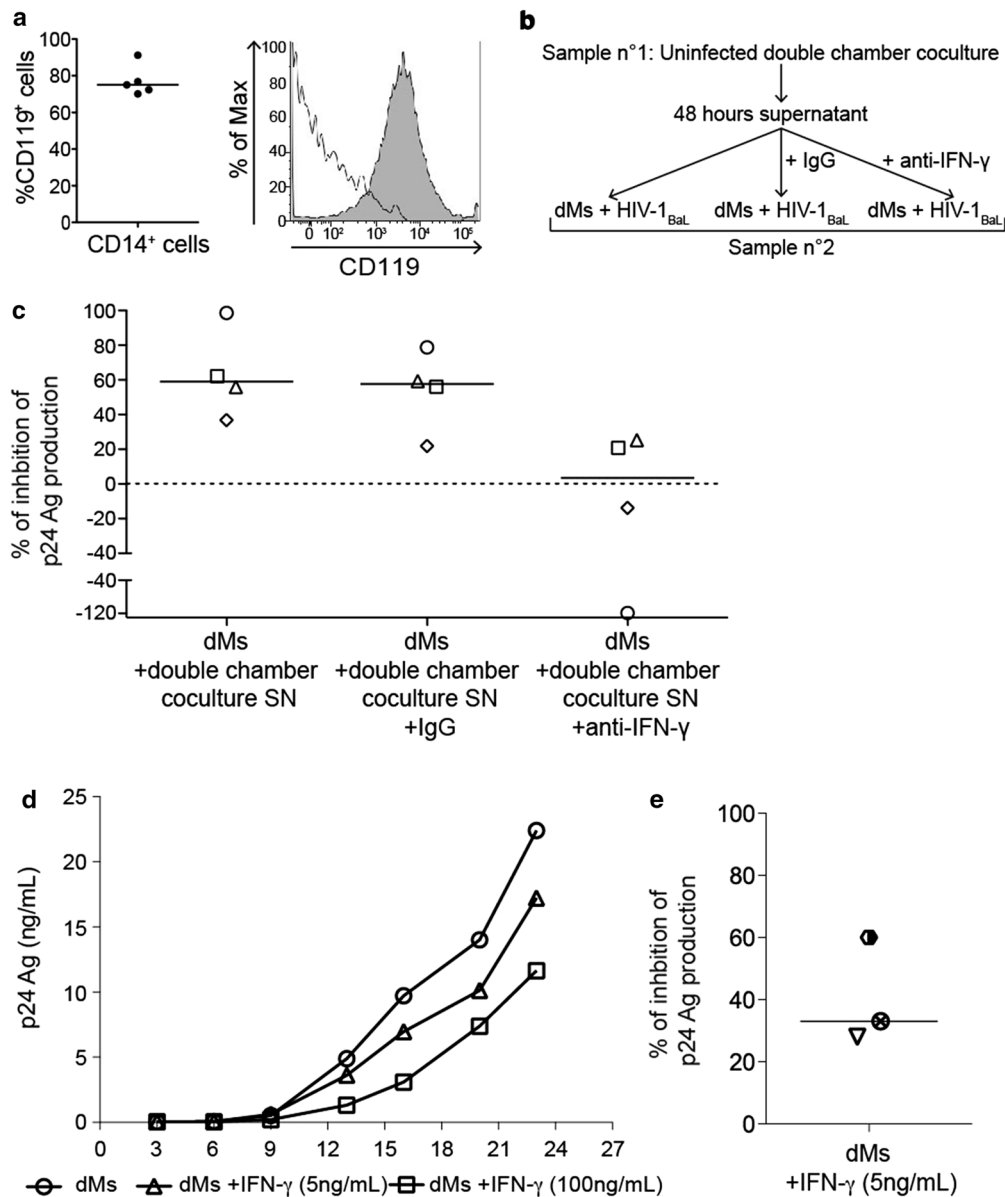 a
100
80
60
40
20
0
%CD119⁺ cells
CD14⁺ cells
100
80
60
40
20
0
% of Max
0 10² 10³ 10⁴ 10⁵
CD119
b
Sample n°1: Uninfected double chamber coculture
48 hours supernatant
+ IgG
+ anti-IFN-γ
dMs + HIV-1BaL dMs + HIV-1BaL dMs + HIV-1BaL
Sample n°2
c
100
80
60
40
20
0
-20
-40
-40
-120
% of inhbition of
p24 Ag production
dMs
+double chamber
coculture SN
dMs
+double chamber
coculture SN
+IgG
dMs
+double chamber
coculture SN
+anti-IFN-γ
d
25
20
15
10
5
0
p24 Ag (ng/mL)
0 3 6 9 12 15 18 21 24 27
dMs dMs +IFN-γ (5ng/mL) dMs +IFN-γ (100ng/mL)
e
100
80
60
40
20
0
% of inhbition of
p24 Ag production
dMs
+IFN-γ (5ng/mL)